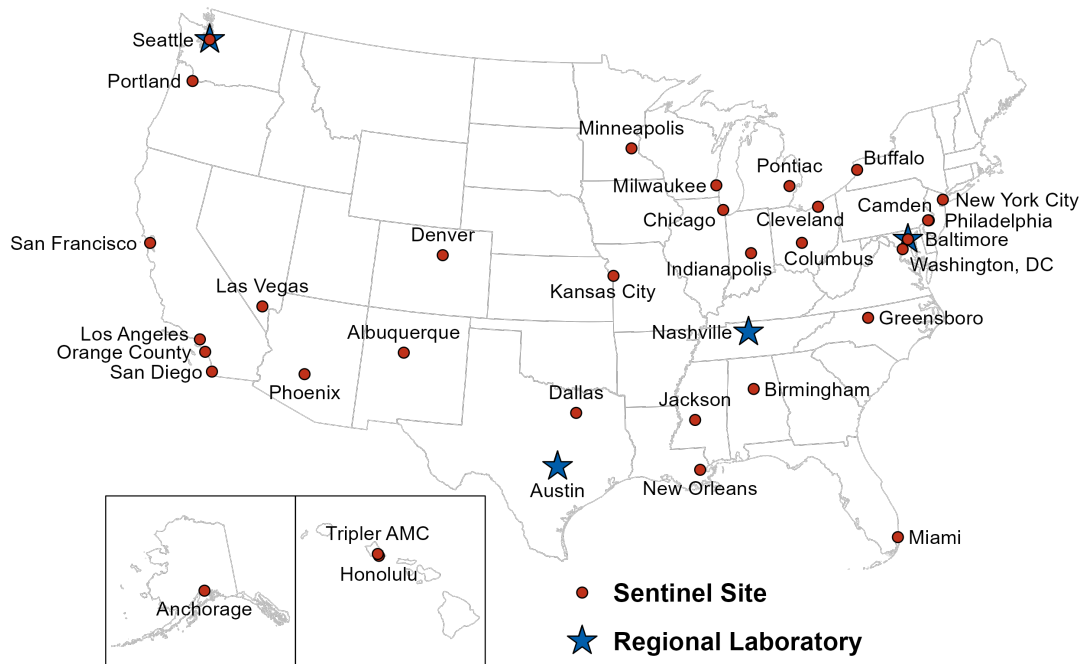 Seattle
Portland
Minneapolis
Buffalo
Pontiac
Milwaukee
New York City
Camden
Chicago
Cleveland
Philadelphia
Denver
San Francisco
Baltimore
Columbus
Washington, DC
Indianapolis
Las Vegas
Kansas City
Greensboro
Los Angeles
Albuquerque
Nashville
Orange County
San Diego
Phoenix
Dallas
Jackson
Birmingham
Austin
New Orleans
Tripler AMC
Miami
Honolulu
Anchorage
Sentinel Site
Regional Laboratory